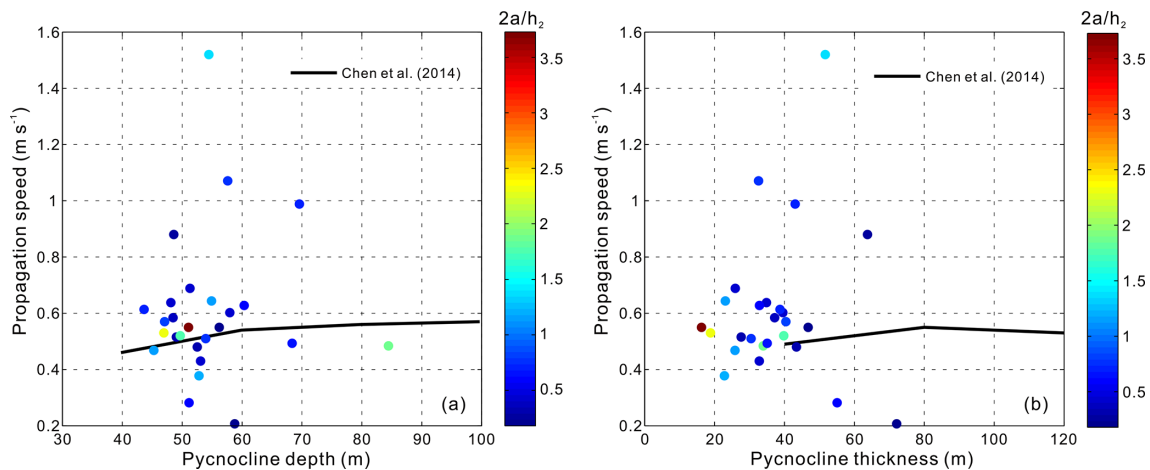 2a/h₂
1.6
1.4
1.2
1
0.8
0.6
0.4
0.2
Propagation speed (m s⁻¹)
Chen et al. (2014)
(a)
30 40 50 60 70 80 90 100
Pycnocline depth (m)
3.5
3
2.5
2
1.5
1
0.5
2a/h₂
1.6
1.4
1.2
1
0.8
0.6
0.4
0.2
Propagation speed (m s⁻¹)
Chen et al. (2014)
(b)
0 20 40 60 80 100 120
Pycnocline thickness (m)
3.5
3
2.5
2
1.5
1
0.5